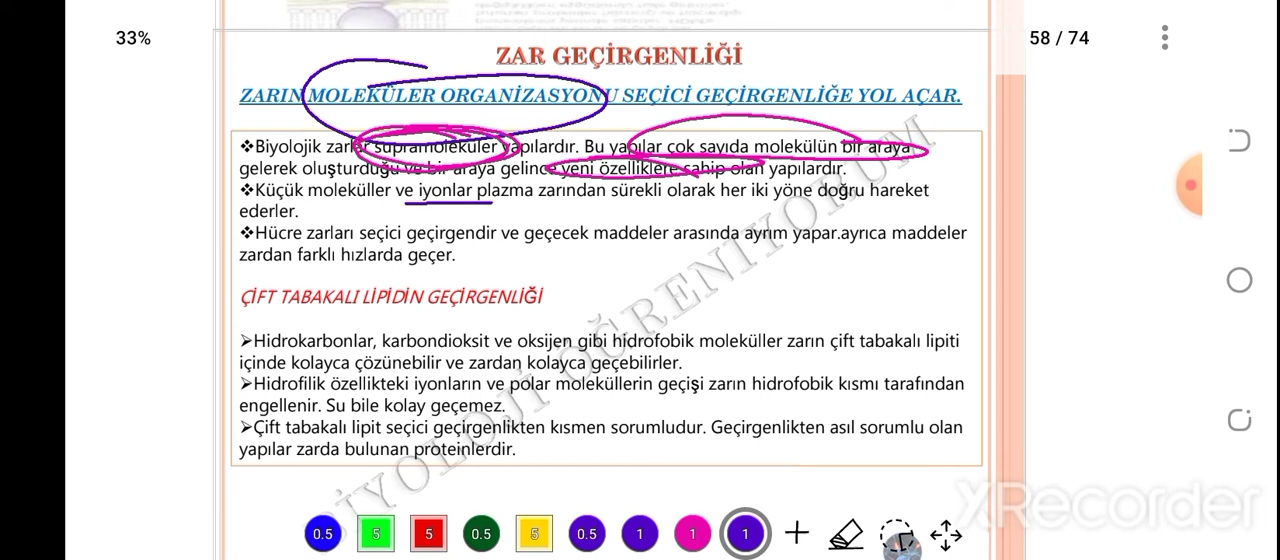 33%
58 / 74
ZAR GEÇİRGENLİĞİ
ZARIN MOLEKÜLER ORGANİZASYONU SEÇİCİ GEÇİRGENLİĞE YOL AÇAR.
❖Biyolojik zarlar supramoleküler yapılardır. Bu yapılar çok sayıda molekülün bir araya
gelerek oluşturduğu ve bir araya gelince yeni özelliklere sahip olan yapılardır.
❖Küçük moleküller ve iyonlar plazma zarından sürekli olarak her iki yöne doğru hareket
ederler.
❖Hücre zarları seçici geçirgendir ve geçecek maddeler arasında ayrım yapar.ayrıca maddeler
zardan farklı hızlarda geçer.
ÇİFT TABAKALI LİPİDİN GEÇİRGENLİĞİ
➢Hidrokarbonlar, karbondioksit ve oksijen gibi hidrofobik moleküller zarın çift tabakalı lipiti
içinde kolayca çözünebilir ve zardan kolayca geçebilirler.
➢Hidrofilik özellikteki iyonların ve polar moleküllerin geçişi zarın hidrofobik kısmı tarafından
engellenir. Su bile kolay geçemez.
➢Çift tabakalı lipit seçici geçirgenlikten kısmen sorumludur. Geçirgenlikten asıl sorumlu olan
yapılar zarda bulunan proteinlerdir.
BİYOLOJİ ÖĞRENİYORUM
XRecorder
0.5 5 5 0.5 5 0.5 1 1 1